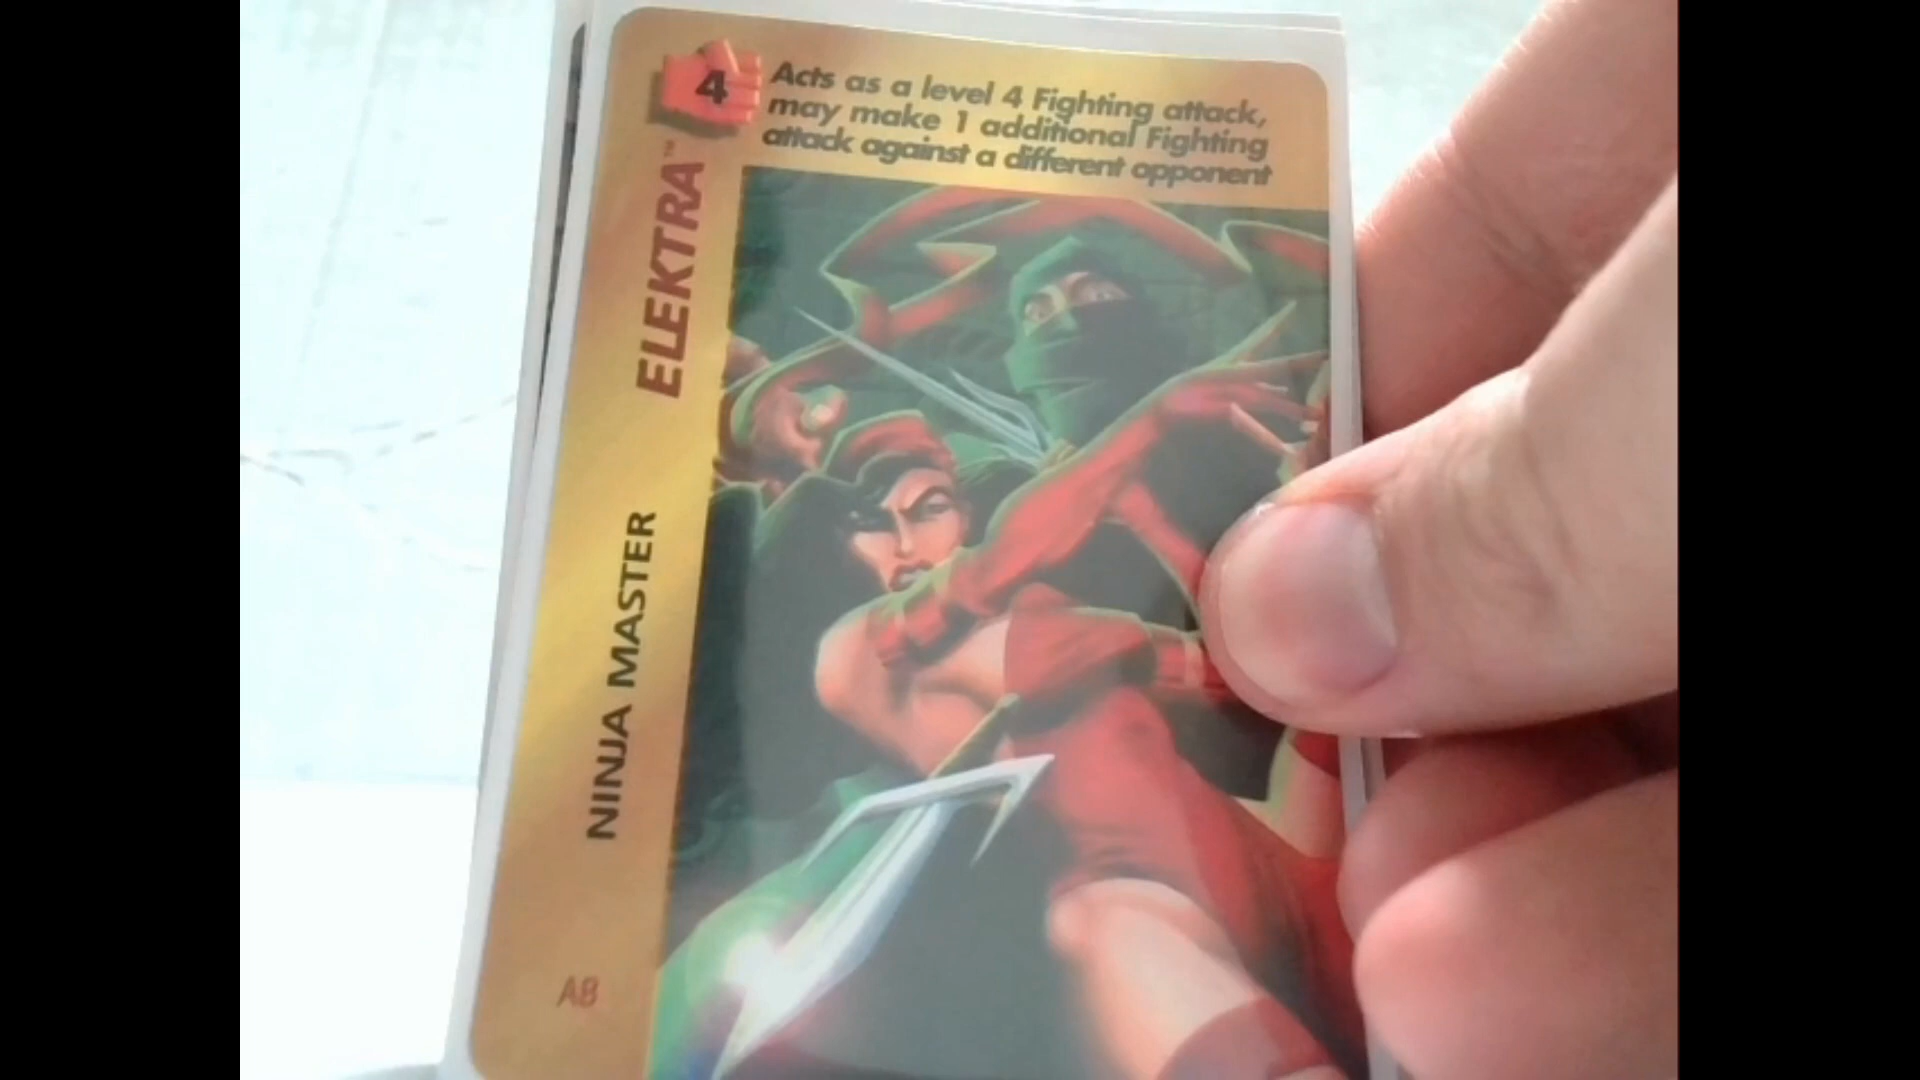 4
Acts as a level 4 Fighting attack,
may make 1 additional Fighting
attack against a different opponent
ELEKTRA™
NINJA MASTER
AB